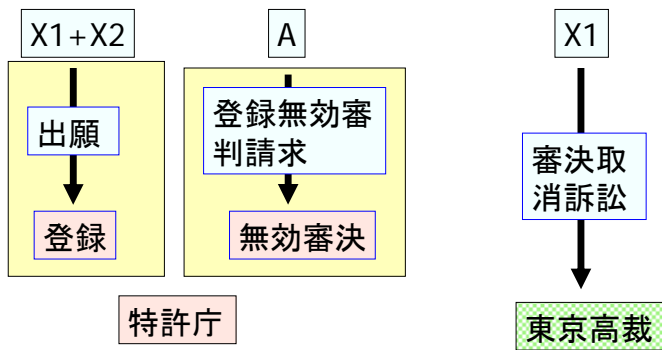 X1+X2
出願
登録
A
登録無効審
判請求
無効審決
特許庁
X1
審決取
消訴訟
東京高裁